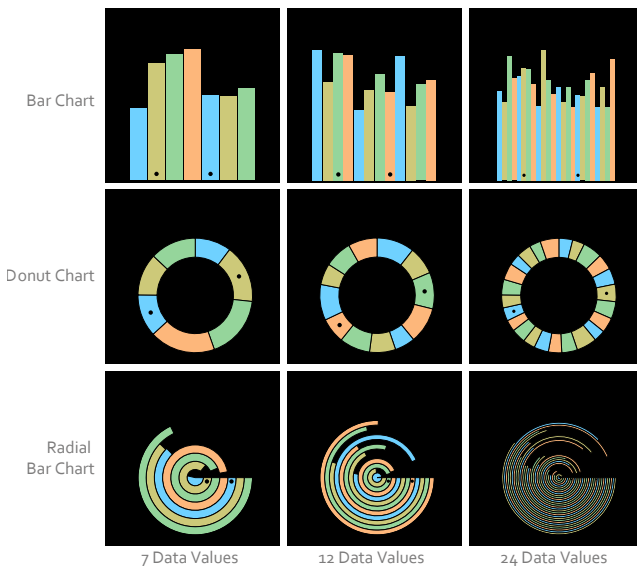 Bar Chart
Donut Chart
Radial
Bar Chart
7 Data Values
12 Data Values
24 Data Values